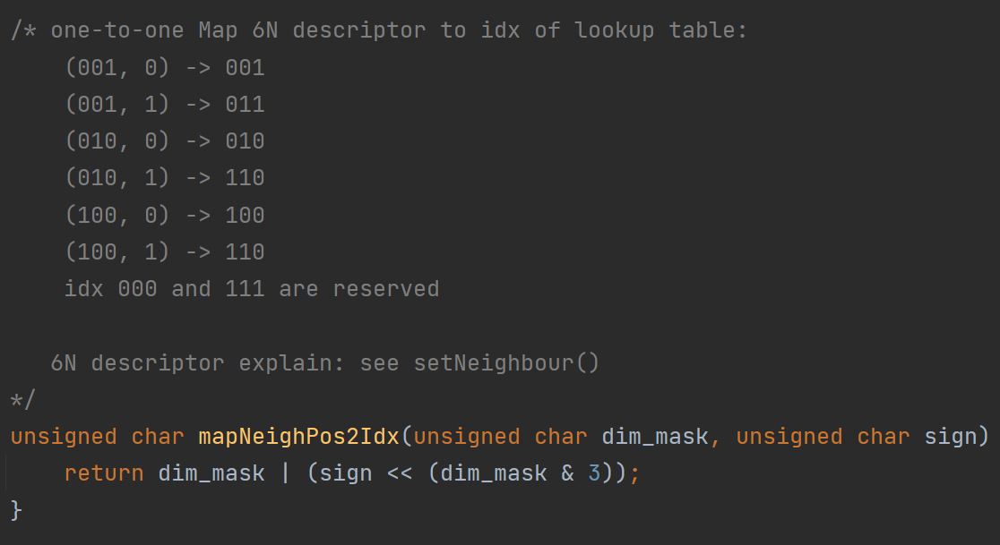 /* one-to-one Map 6N descriptor to idx of lookup table:
(001, 0) -> 001
(001, 1) -> 011
(010, 0) -> 010
(010, 1) -> 110
(100, 0) -> 100
(100, 1) -> 110
idx 000 and 111 are reserved
6N descriptor explain: see setNeighbour()
*/
unsigned char mapNeighPos2Idx(unsigned char dim_mask, unsigned char sign)
return dim_mask | (sign << (dim_mask & 3));
}